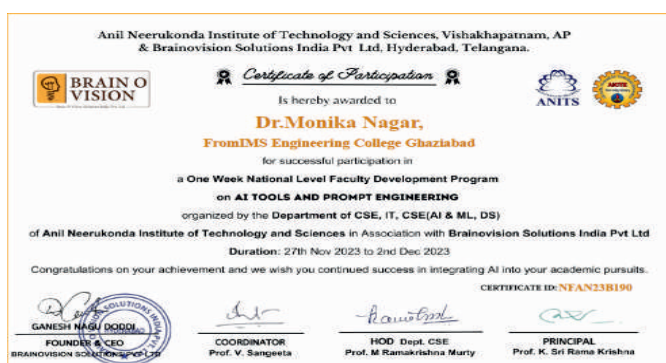 Anil Neerukonda Institute of Technology and Sciences, Vishakhapatnam, AP
& Brainovision Solutions India Pvt Ltd, Hyderabad, Telangana.
BRAIN O
VISION
Certificate of Participation
ANITS
Is hereby awarded to
Dr.Monika Nagar,
FromIMS Engineering College Ghaziabad
for successful participation in
a One Week National Level Faculty Development Program
on AI TOOLS AND PROMPT ENGINEERING
organized by the Department of CSE, IT, CSE(AI & ML, DS)
of Anil Neerukonda Institute of Technology and Sciences in Association with Brainovision Solutions India Pvt Ltd
Duration: 27th Nov 2023 to 2nd Dec 2023
Congratulations on your achievement and we wish you continued success in integrating AI into your academic pursuits.
CERTIFICATE ID: NFAN23B190
GANESH NAGU DODDI
FOUNDER & CEO
BRAINOVISION SOLUTIONS PVT LTD
COORDINATOR
Prof. V. Sangeeta
HOD Dept. CSE
Prof. M Ramakrishna Murty
PRINCIPAL
Prof. K. Sri Rama Krishna